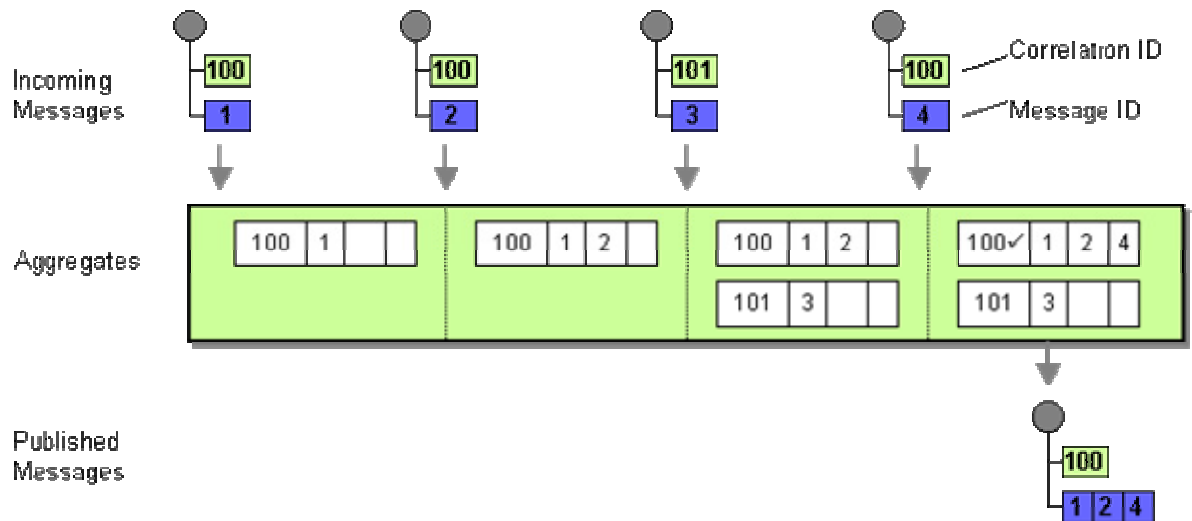 Incoming
Messages
100
1
100
2
101
3
100
4
Correlatron ID
Message ID
Aggregates
100 1
100 1 2
100 1 2
101 3
100✓ 1 2 4
101 3
Published
Messages
100
1 2 4